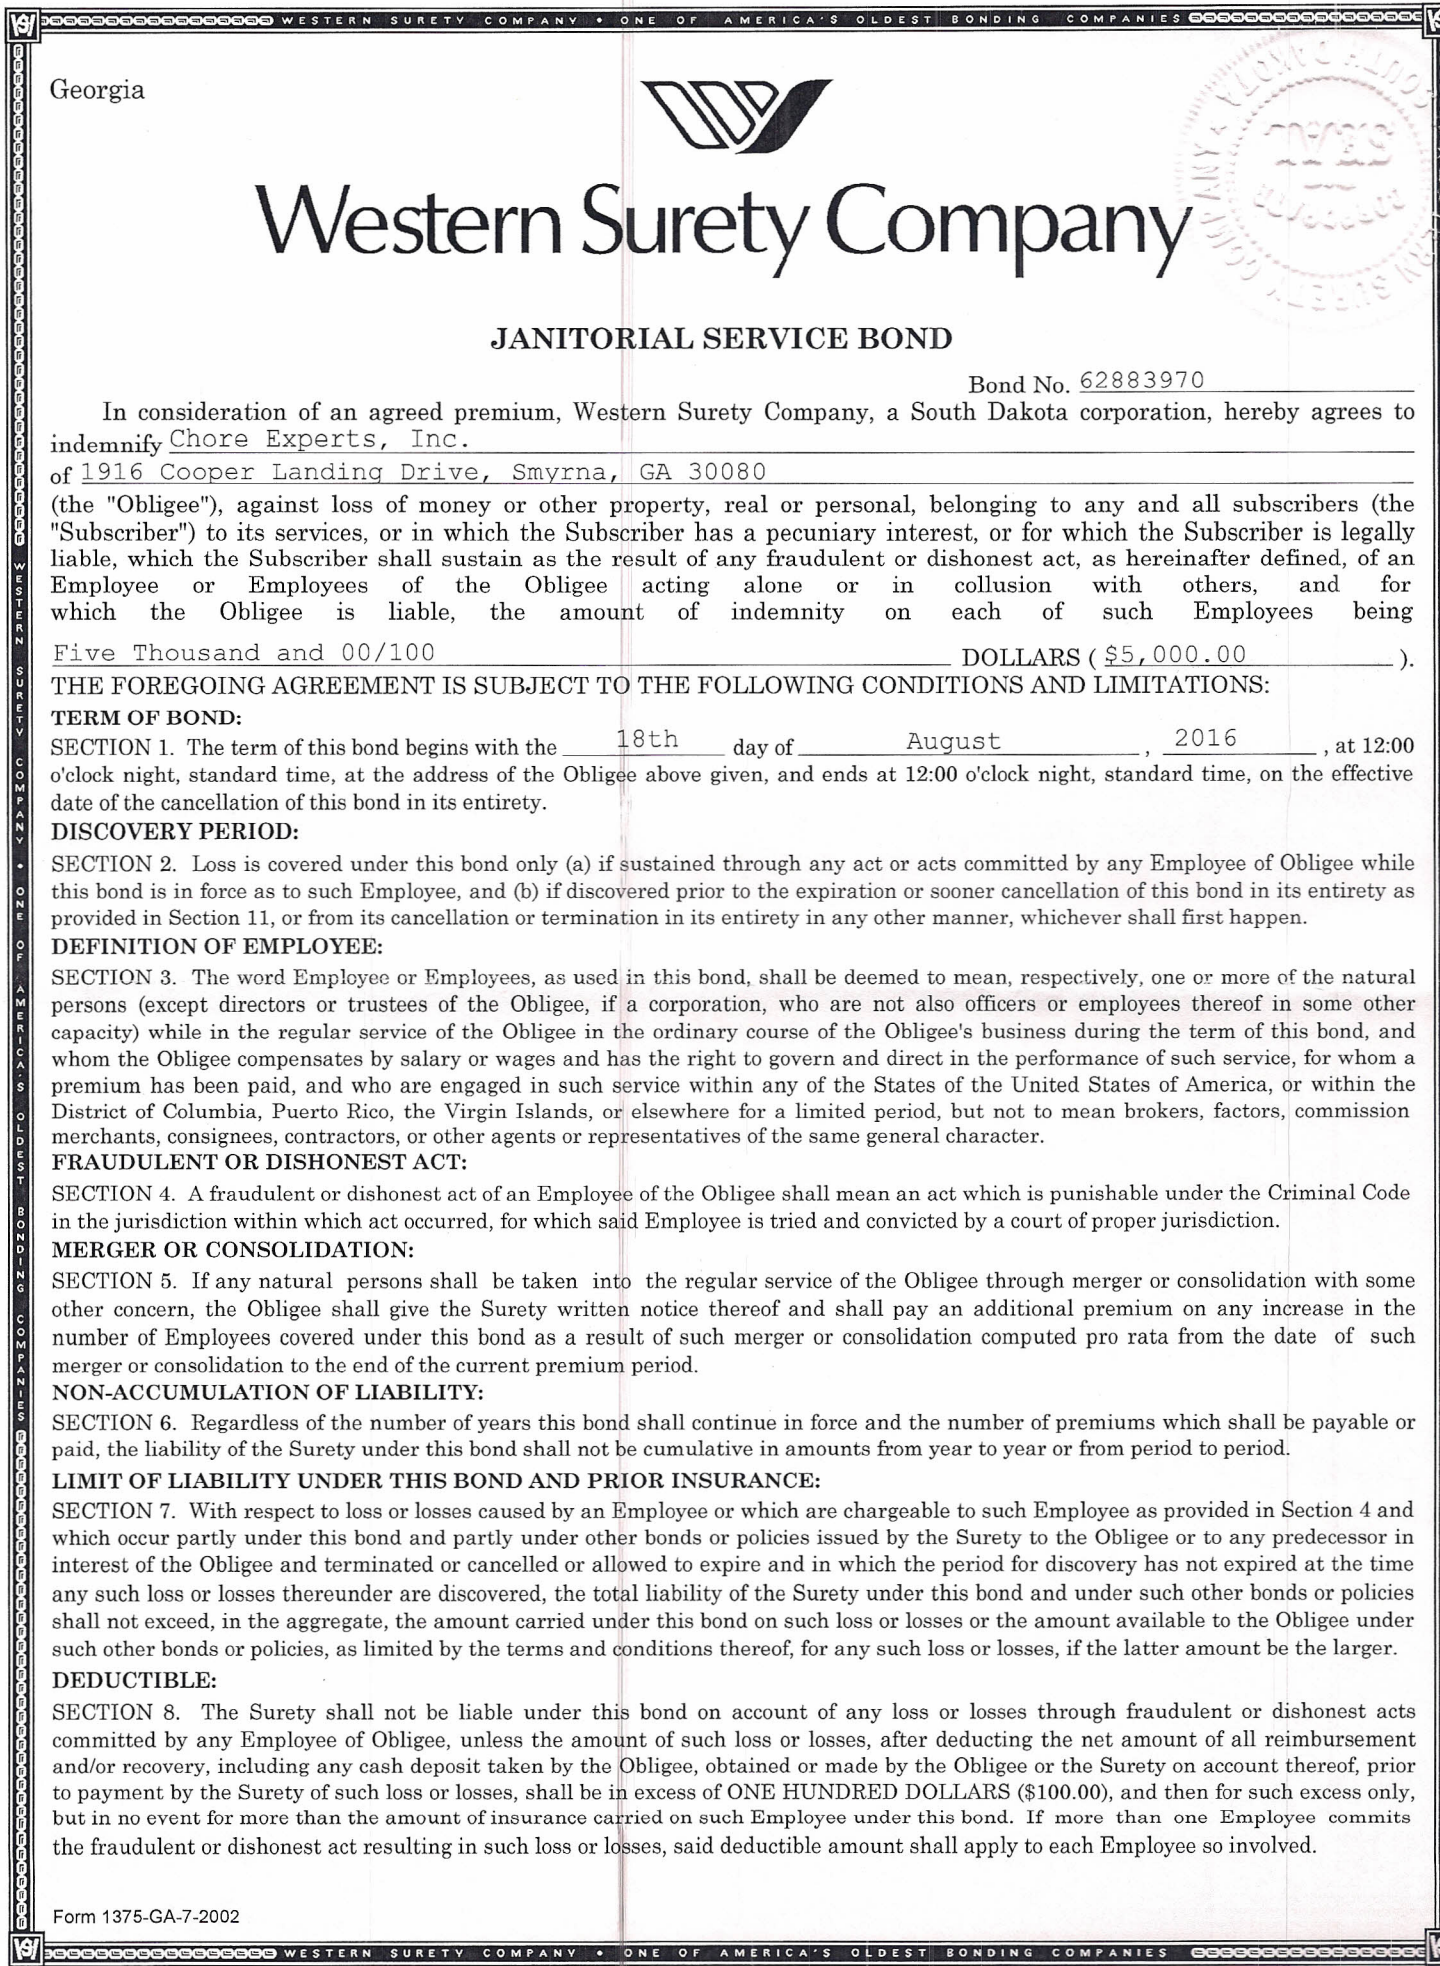 WESTERN SURETY COMPANY • ONE OF AMERICA'S OLDEST BONDING COMPANIES
Georgia
Western Surety Company
JANITORIAL SERVICE BOND
Bond No. 62883970
In consideration of an agreed premium, Western Surety Company, a South Dakota corporation, hereby agrees to
indemnify Chore Experts, Inc.
of 1916 Cooper Landing Drive, Smyrna, GA 30080
(the "Obligee"), against loss of money or other property, real or personal, belonging to any and all subscribers (the
"Subscriber") to its services, or in which the Subscriber has a pecuniary interest, or for which the Subscriber is legally
liable, which the Subscriber shall sustain as the result of any fraudulent or dishonest act, as hereinafter defined, of an
Employee or Employees of the Obligee acting alone or in collusion with others, and for
which the Obligee is liable, the amount of indemnity on each of such Employees being
Five Thousand and 00/100 DOLLARS ( $5,000.00 ).
THE FOREGOING AGREEMENT IS SUBJECT TO THE FOLLOWING CONDITIONS AND LIMITATIONS:
TERM OF BOND:
SECTION 1. The term of this bond begins with the 18th day of August , 2016 , at 12:00
o'clock night, standard time, at the address of the Obligee above given, and ends at 12:00 o'clock night, standard time, on the effective
date of the cancellation of this bond in its entirety.
DISCOVERY PERIOD:
SECTION 2. Loss is covered under this bond only (a) if sustained through any act or acts committed by any Employee of Obligee while
this bond is in force as to such Employee, and (b) if discovered prior to the expiration or sooner cancellation of this bond in its entirety as
provided in Section 11, or from its cancellation or termination in its entirety in any other manner, whichever shall first happen.
DEFINITION OF EMPLOYEE:
SECTION 3. The word Employee or Employees, as used in this bond, shall be deemed to mean, respectively, one or more of the natural
persons (except directors or trustees of the Obligee, if a corporation, who are not also officers or employees thereof in some other
capacity) while in the regular service of the Obligee in the ordinary course of the Obligee's business during the term of this bond, and
whom the Obligee compensates by salary or wages and has the right to govern and direct in the performance of such service, for whom a
premium has been paid, and who are engaged in such service within any of the States of the United States of America, or within the
District of Columbia, Puerto Rico, the Virgin Islands, or elsewhere for a limited period, but not to mean brokers, factors, commission
merchants, consignees, contractors, or other agents or representatives of the same general character.
FRAUDULENT OR DISHONEST ACT:
SECTION 4. A fraudulent or dishonest act of an Employee of the Obligee shall mean an act which is punishable under the Criminal Code
in the jurisdiction within which act occurred, for which said Employee is tried and convicted by a court of proper jurisdiction.
MERGER OR CONSOLIDATION:
SECTION 5. If any natural persons shall be taken into the regular service of the Obligee through merger or consolidation with some
other concern, the Obligee shall give the Surety written notice thereof and shall pay an additional premium on any increase in the
number of Employees covered under this bond as a result of such merger or consolidation computed pro rata from the date of such
merger or consolidation to the end of the current premium period.
NON-ACCUMULATION OF LIABILITY:
SECTION 6. Regardless of the number of years this bond shall continue in force and the number of premiums which shall be payable or
paid, the liability of the Surety under this bond shall not be cumulative in amounts from year to year or from period to period.
LIMIT OF LIABILITY UNDER THIS BOND AND PRIOR INSURANCE:
SECTION 7. With respect to loss or losses caused by an Employee or which are chargeable to such Employee as provided in Section 4 and
which occur partly under this bond and partly under other bonds or policies issued by the Surety to the Obligee or to any predecessor in
interest of the Obligee and terminated or cancelled or allowed to expire and in which the period for discovery has not expired at the time
any such loss or losses thereunder are discovered, the total liability of the Surety under this bond and under such other bonds or policies
shall not exceed, in the aggregate, the amount carried under this bond on such loss or losses or the amount available to the Obligee under
such other bonds or policies, as limited by the terms and conditions thereof, for any such loss or losses, if the latter amount be the larger.
DEDUCTIBLE:
SECTION 8. The Surety shall not be liable under this bond on account of any loss or losses through fraudulent or dishonest acts
committed by any Employee of Obligee, unless the amount of such loss or losses, after deducting the net amount of all reimbursement
and/or recovery, including any cash deposit taken by the Obligee, obtained or made by the Obligee or the Surety on account thereof, prior
to payment by the Surety of such loss or losses, shall be in excess of ONE HUNDRED DOLLARS ($100.00), and then for such excess only,
but in no event for more than the amount of insurance carried on such Employee under this bond. If more than one Employee commits
the fraudulent or dishonest act resulting in such loss or losses, said deductible amount shall apply to each Employee so involved.
Form 1375-GA-7-2002
WESTERN SURETY COMPANY • ONE OF AMERICA'S OLDEST BONDING COMPANIES
WESTERN SURETY COMPANY • ONE OF AMERICA'S OLDEST BONDING COMPANIES